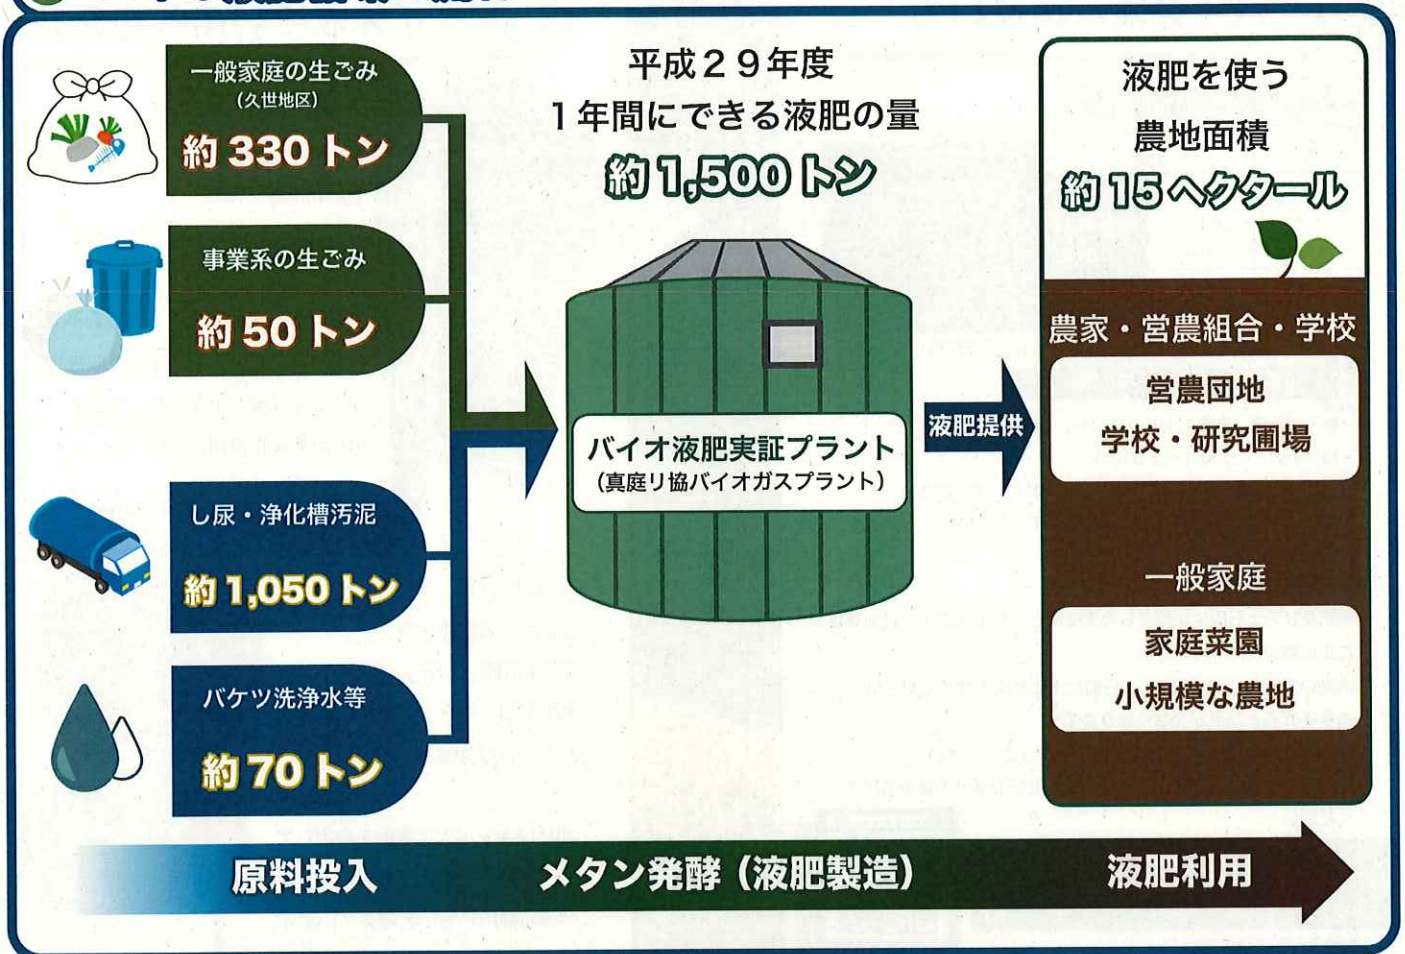 一般家庭の生ごみ
(久世地区)
約 330 トン
事業系の生ごみ
約 50 トン
し尿・浄化槽汚泥
約 1,050 トン
バケツ洗浄水等
約 70 トン
平成29年度
1年間にできる液肥の量
約 1,500 トン
バイオ液肥実証プラント
(真庭リ協バイオガスプラント)
液肥提供
液肥を使う
農地面積
約 15 ヘクタール
農家・営農組合・学校
営農団地
学校・研究圃場
一般家庭
家庭菜園
小規模な農地
原料投入
メタン発酵(液肥製造)
液肥利用